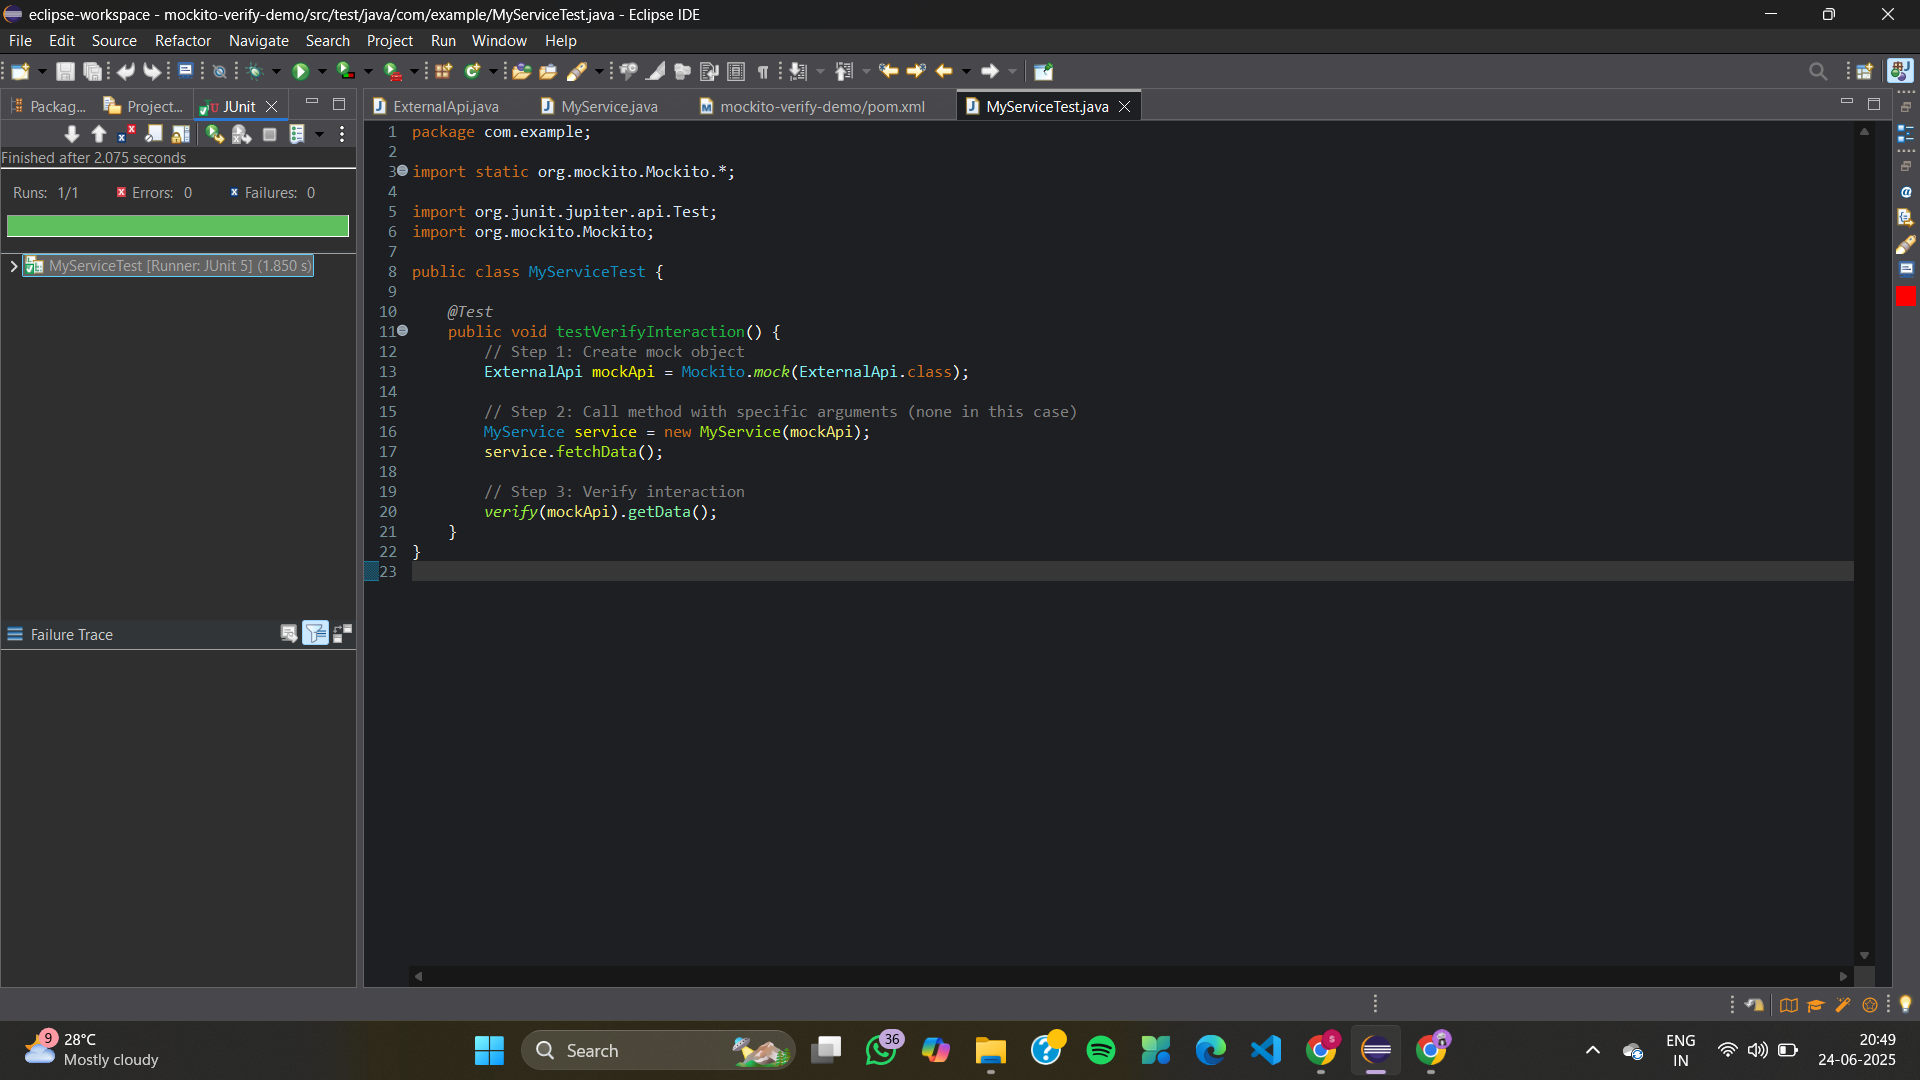 eclipse-workspace - mockito-verify-demo/src/test/java/com/example/MyServiceTest.java - Eclipse IDE
File Edit Source Refactor Navigate Search Project Run Window Help
Packag... Project... JUnit
ExternalApi.java MyService.java mockito-verify-demo/pom.xml MyServiceTest.java
Finished after 2.075 seconds
Runs: 1/1 Errors: 0 Failures: 0
MyServiceTest [Runner: JUnit 5] (1.850 s)
Failure Trace
1 package com.example;
2
3 import static org.mockito.Mockito.*;
4
5 import org.junit.jupiter.api.Test;
6 import org.mockito.Mockito;
7
8 public class MyServiceTest {
9
10     @Test
11     public void testVerifyInteraction() {
12         // Step 1: Create mock object
13         ExternalApi mockApi = Mockito.mock(ExternalApi.class);
14
15         // Step 2: Call method with specific arguments (none in this case)
16         MyService service = new MyService(mockApi);
17         service.fetchData();
18
19         // Step 3: Verify interaction
20         verify(mockApi).getData();
21     }
22 }
23
9
28°C
Mostly cloudy
Search
36
ENG
IN
20:49
24-06-2025